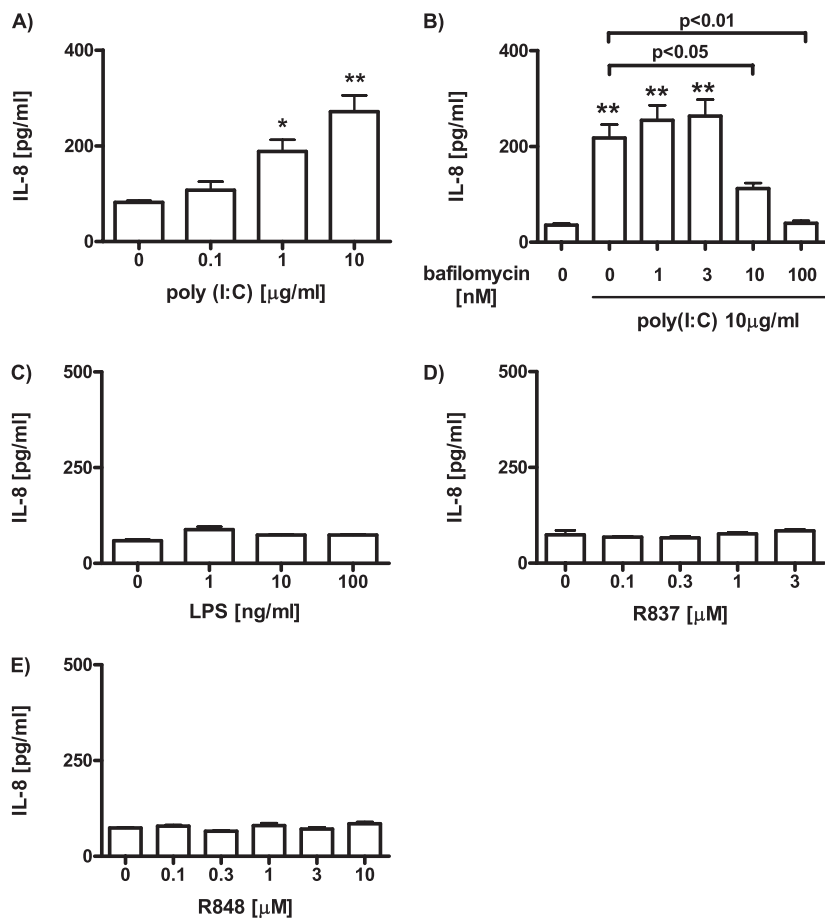 A)
400
200
0
IL-8 [pg/ml]
*
**
0 0.1 1 10
poly (I:C) [μg/ml]
B)
400
200
0
IL-8 [pg/ml]
p<0.01
p<0.05
** ** **
bafilomycin 0 0 1 3 10 100
[nM]
poly(I:C) 10μg/ml
C)
500
250
0
IL-8 [pg/ml]
0 1 10 100
LPS [ng/ml]
D)
500
250
0
IL-8 [pg/ml]
0 0.1 0.3 1 3
R837 [μM]
E)
500
250
0
IL-8 [pg/ml]
0 0.1 0.3 1 3 10
R848 [μM]